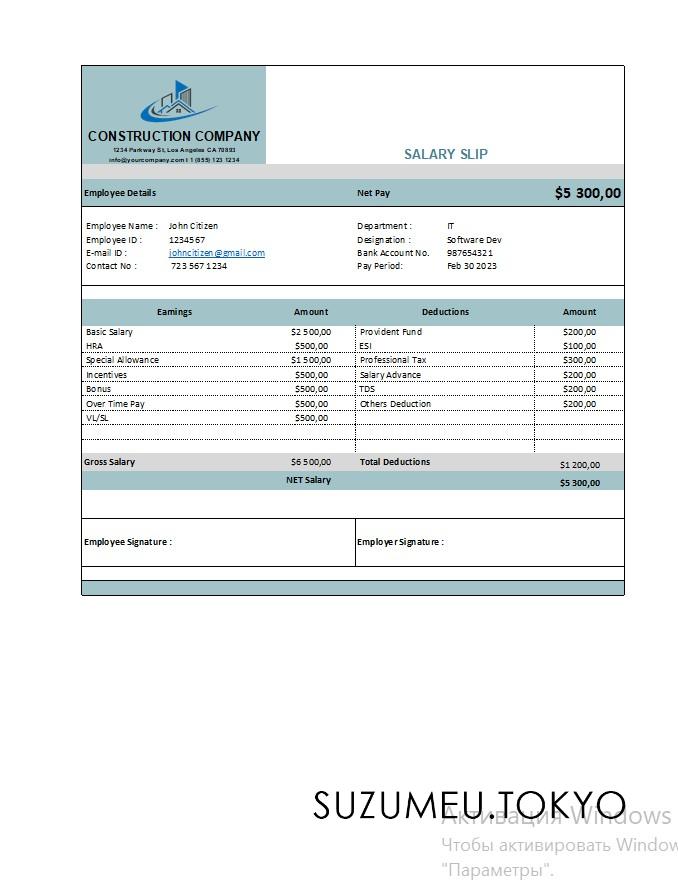 CONSTRUCTION COMPANY
1234 Parkway St, Los Angeles CA 70893
info@yourcompany.com I 1 (855) 123 1234
SALARY SLIP
Employee Details Net Pay $5 300,00
Employee Name : John Citizen Department : IT
Employee ID : 1234567 Designation : Software Dev
E-mail ID : johncitizen@gmail.com Bank Account No. 987654321
Contact No : 723 567 1234 Pay Period: Feb 30 2023
Earnings Amount Deductions Amount
Basic Salary $2 500,00 Provident Fund $200,00
HRA $500,00 ESI $100,00
Special Allowance $1 500,00 Professional Tax $300,00
Incentives $500,00 Salary Advance $200,00
Bonus $500,00 TDS $200,00
Over Time Pay $500,00 Others Deduction $200,00
VL/SL $500,00
Gross Salary $6 500,00 Total Deductions $1 200,00
NET Salary $5 300,00
Employee Signature : Employer Signature :
SUZUMEU.TOKYO
Активация Windows
Чтобы активировать Window
"Параметры".